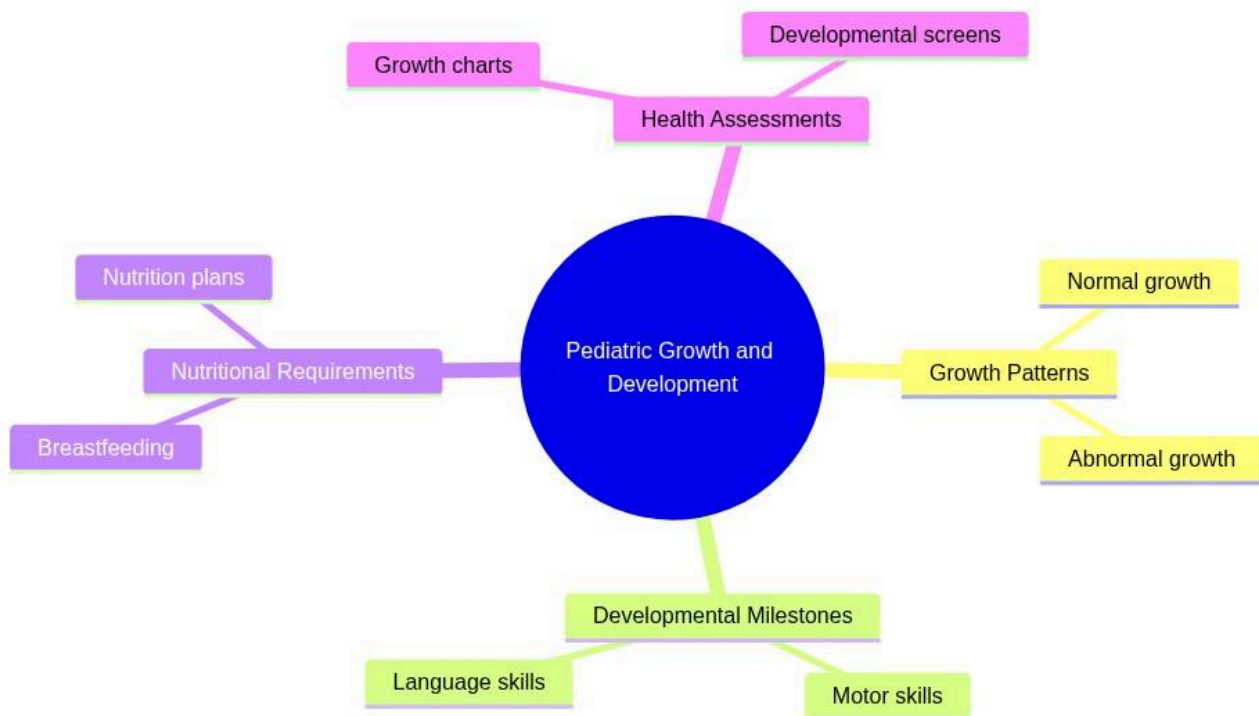 Developmental screens
Growth charts
Health Assessments
Nutrition plans
Normal growth
Pediatric Growth and
Development
Nutritional Requirements
Growth Patterns
Breastfeeding
Abnormal growth
Developmental Milestones
Language skills
Motor skills